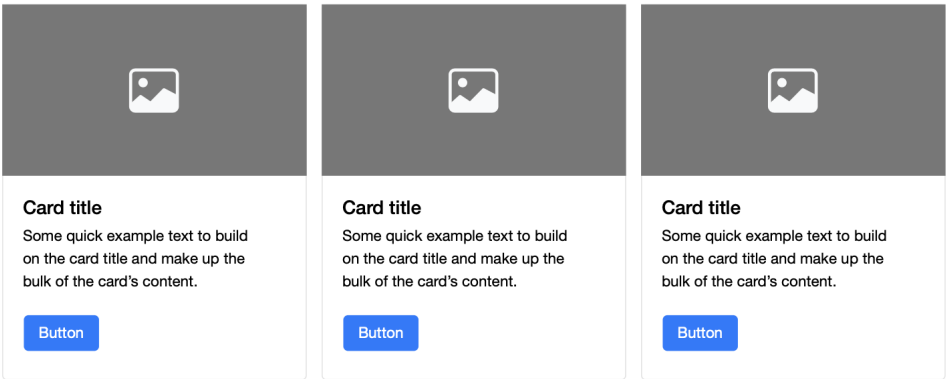 Card title
Some quick example text to build
on the card title and make up the
bulk of the card’s content.
Button
Card title
Some quick example text to build
on the card title and make up the
bulk of the card’s content.
Button
Card title
Some quick example text to build
on the card title and make up the
bulk of the card’s content.
Button